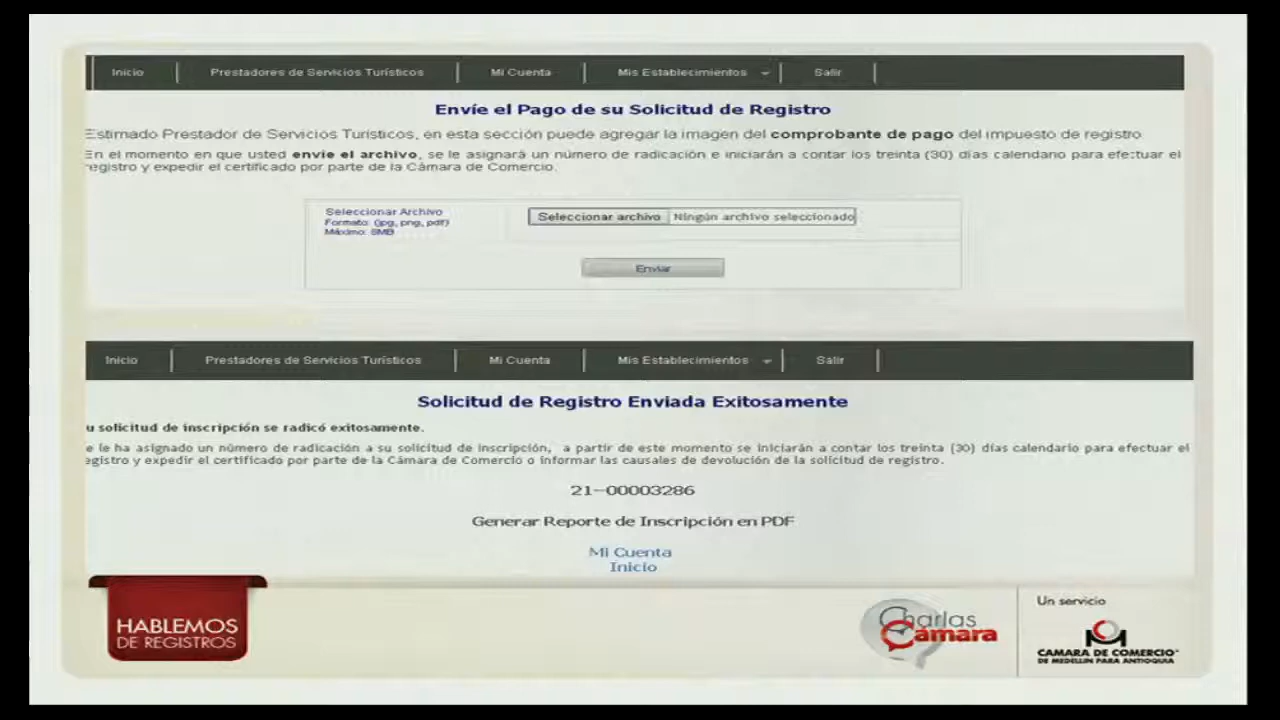 Inicio Prestadores de Servicios Turísticos Mi Cuenta Mis Establecimientos Salir
Envíe el Pago de su Solicitud de Registro
Estimado Prestador de Servicios Turísticos, en esta sección puede agregar la imagen del comprobante de pago del impuesto de registro
En el momento en que usted envíe el archivo, se le asignará un número de radicación e iniciarán a contar los treinta (30) días calendario para efectuar el
registro y expedir el certificado por parte de la Cámara de Comercio.
Seleccionar Archivo
Formato: (jpg, png, pdf)
Máximo: 8MB
Seleccionar archivo Ningún archivo seleccionado
Enviar
Inicio Prestadores de Servicios Turísticos Mi Cuenta Mis Establecimientos Salir
Solicitud de Registro Enviada Exitosamente
u solicitud de inscripción se radicó exitosamente.
e le ha asignado un número de radicación a su solicitud de inscripción, a partir de este momento se iniciarán a contar los treinta (30) días calendario para efectuar el
egistro y expedir el certificado por parte de la Cámara de Comercio o informar las causales de devolución de la solicitud de registro.
21-00003286
Generar Reporte de Inscripción en PDF
Mi Cuenta
Inicio
HABLEMOS
DE REGISTROS
Charlas
Cámara
Un servicio
CAMARA DE COMERCIO
DE MEDELLIN PARA ANTIOQUIA